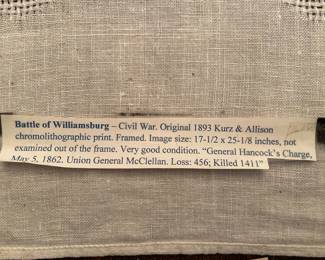 Battle of Williamsburg – Civil War. Original 1893 Kurz & Allison
chromolithographic print. Framed. Image size: 17-1/2 x 25-1/8 inches, not
examined out of the frame. Very good condition. “General Hancock's Charge,
May 5, 1862. Union General McClellan. Loss: 456; Killed 1411”